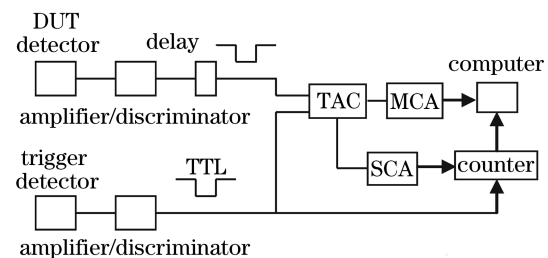 DUT
detector
delay
amplifier/discriminator
TAC
MCA
computer
SCA
counter
trigger
detector
TTL
amplifier/discriminator